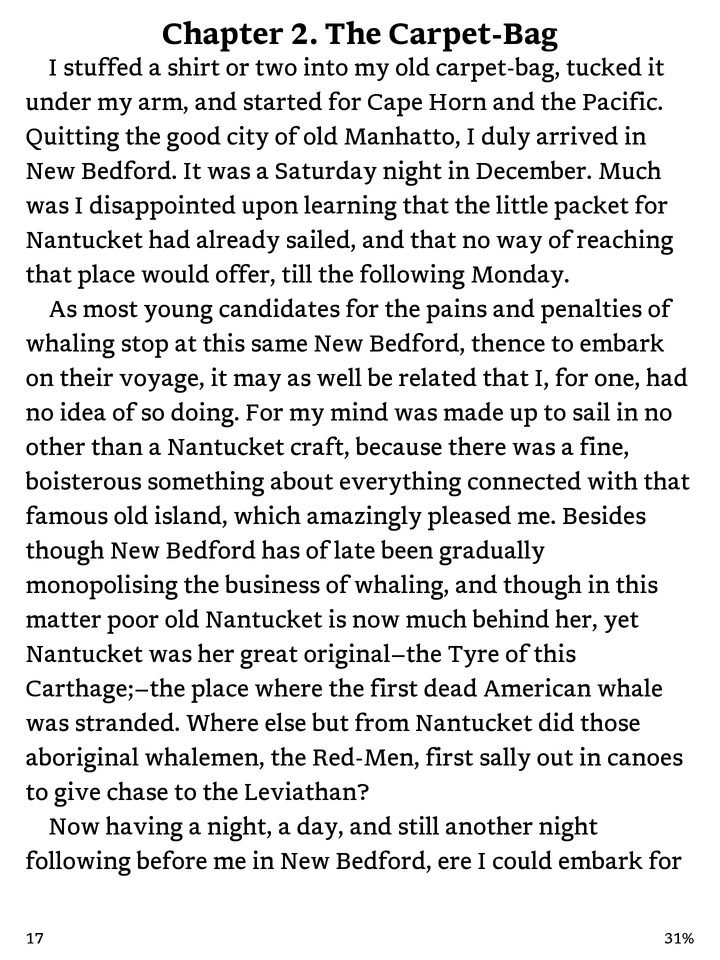 Chapter 2. The Carpet-Bag
I stuffed a shirt or two into my old carpet-bag, tucked it
under my arm, and started for Cape Horn and the Pacific.
Quitting the good city of old Manhatto, I duly arrived in
New Bedford. It was a Saturday night in December. Much
was I disappointed upon learning that the little packet for
Nantucket had already sailed, and that no way of reaching
that place would offer, till the following Monday.
As most young candidates for the pains and penalties of
whaling stop at this same New Bedford, thence to embark
on their voyage, it may as well be related that I, for one, had
no idea of so doing. For my mind was made up to sail in no
other than a Nantucket craft, because there was a fine,
boisterous something about everything connected with that
famous old island, which amazingly pleased me. Besides
though New Bedford has of late been gradually
monopolising the business of whaling, and though in this
matter poor old Nantucket is now much behind her, yet
Nantucket was her great original—the Tyre of this
Carthage;—the place where the first dead American whale
was stranded. Where else but from Nantucket did those
aboriginal whalemen, the Red-Men, first sally out in canoes
to give chase to the Leviathan?
Now having a night, a day, and still another night
following before me in New Bedford, ere I could embark for
17 31%